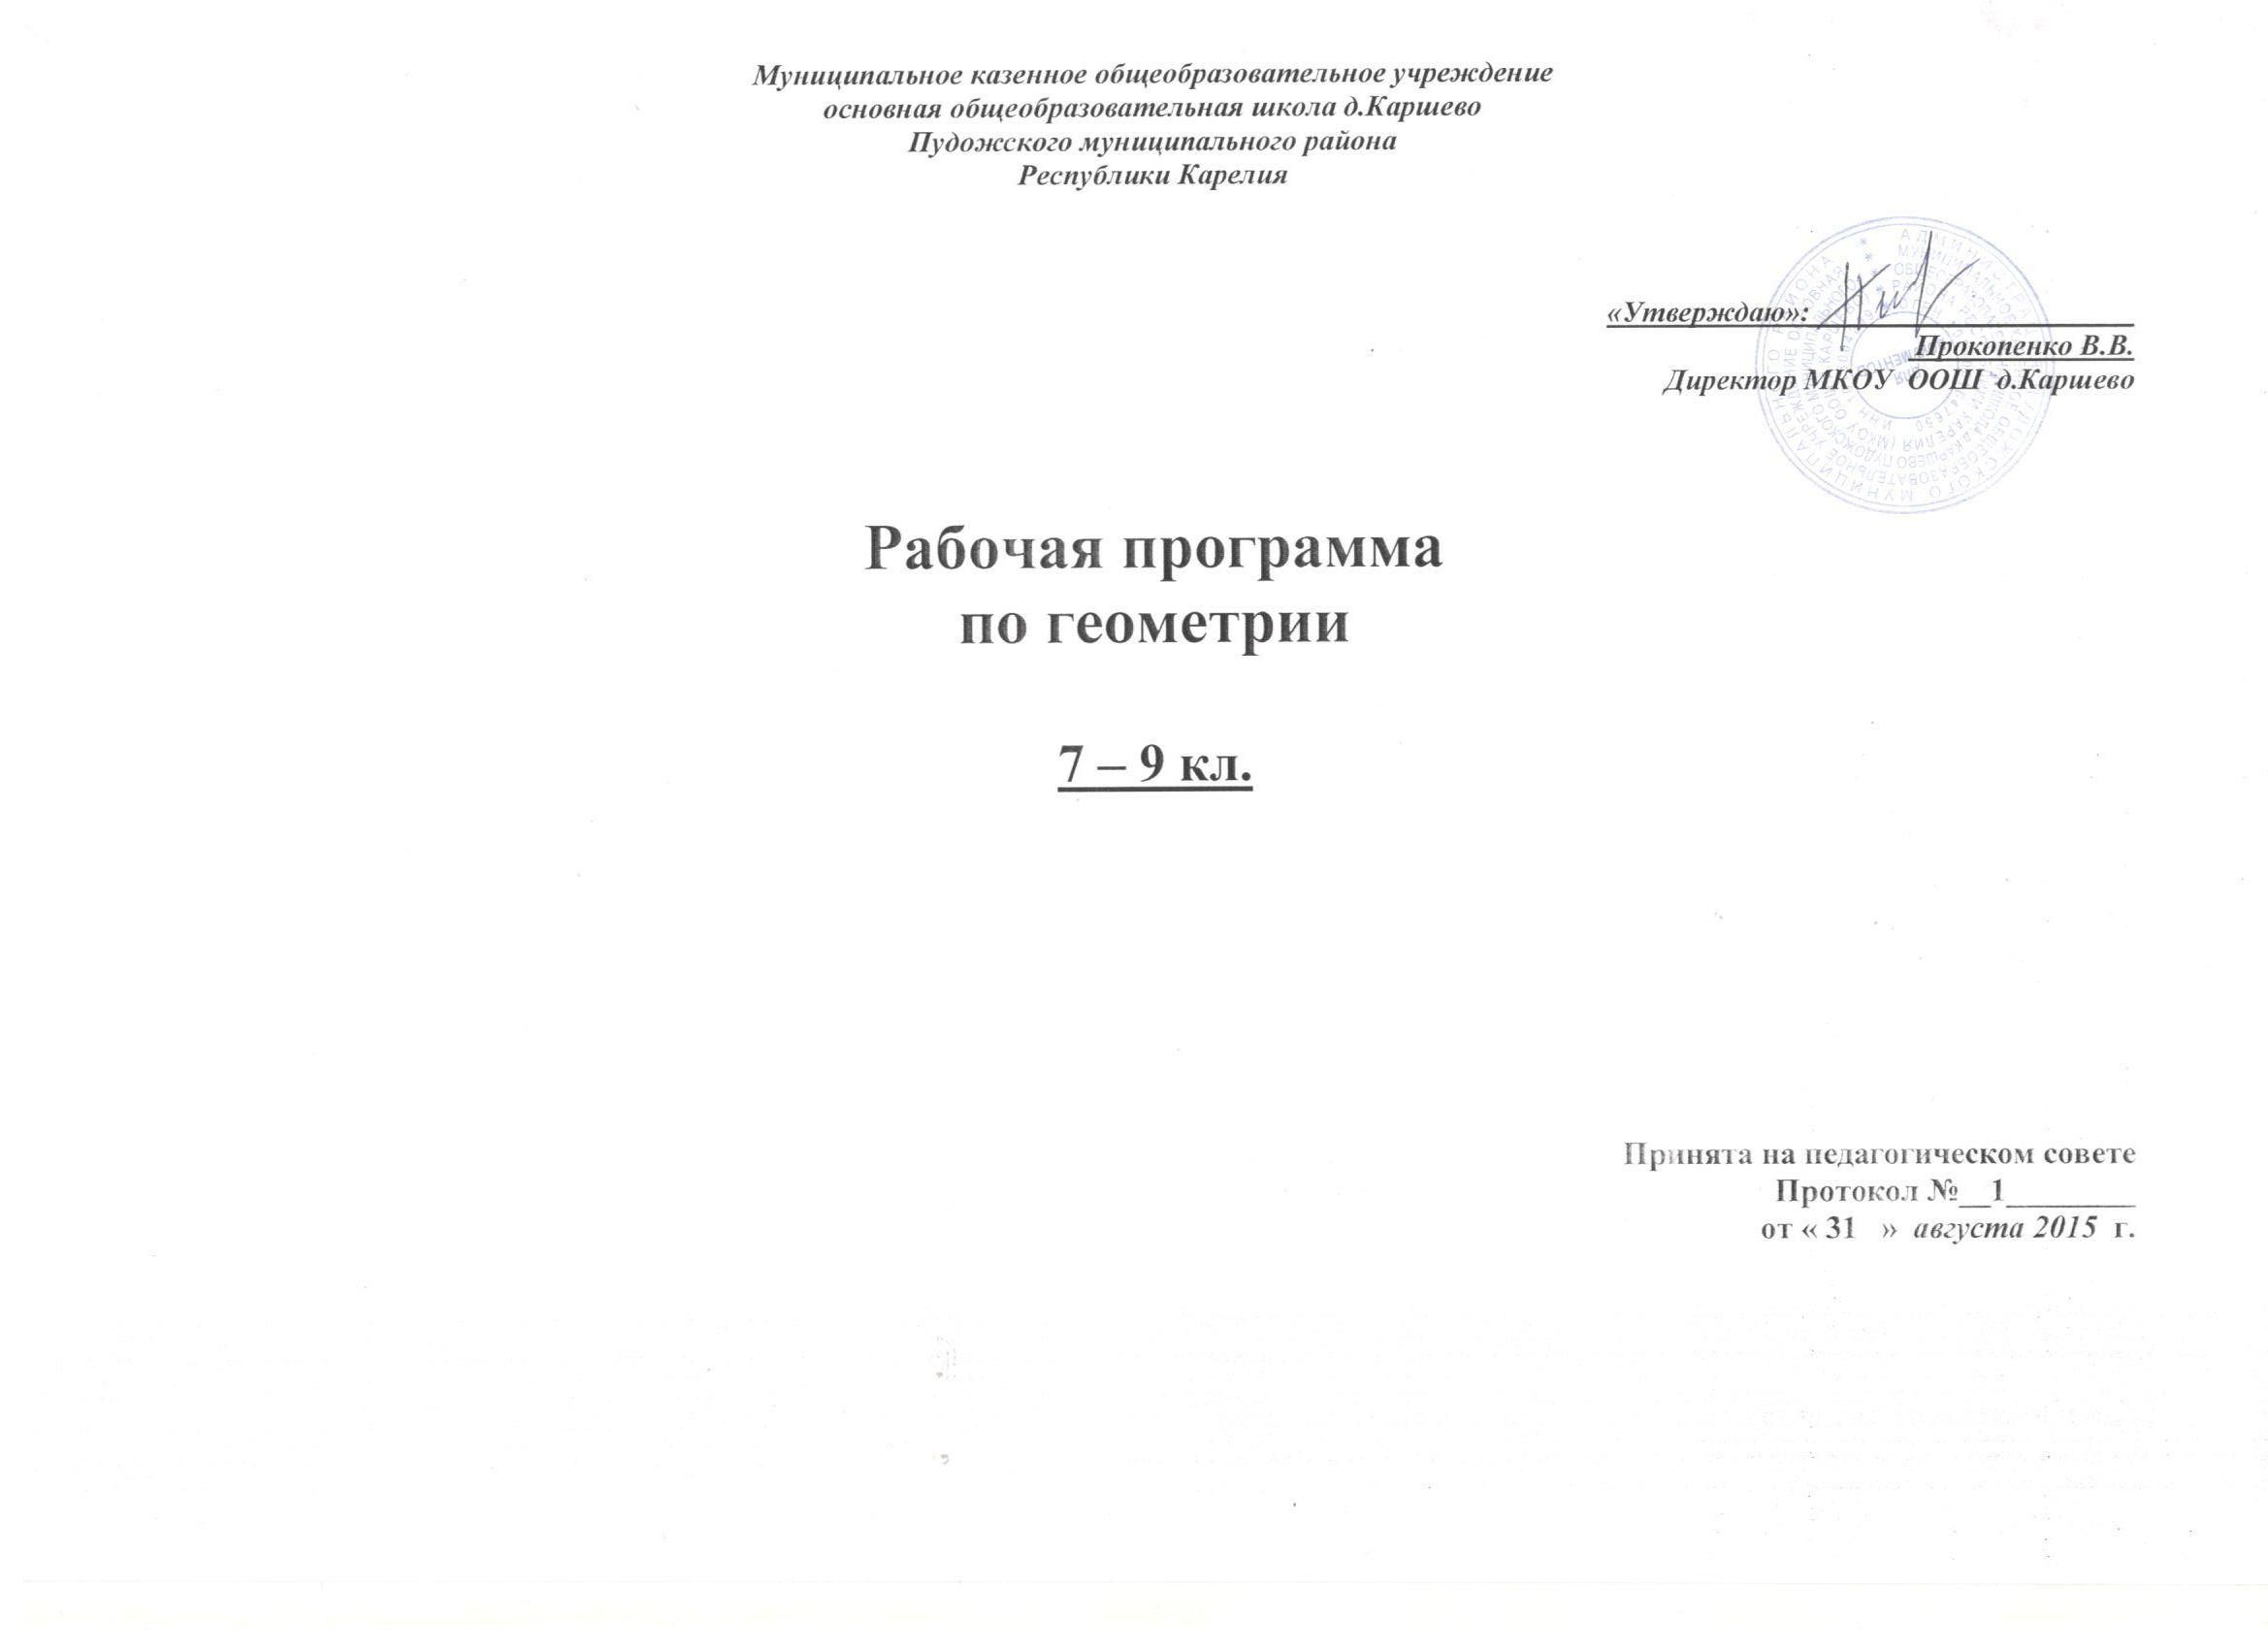 Муниципальное казенное общеобразовательное учреждение
основная общеобразовательная школа д.Каршево
Пудожского муниципального района
Республики Карелия
«Утверждаю»:
Прокопенко В.В.
Директор МКОУ ООШ д.Каршево
Рабочая программа
по геометрии
7 – 9 кл.
Принята на педагогическом совете
Протокол №__1________
от « 31 » августа 2015 г.